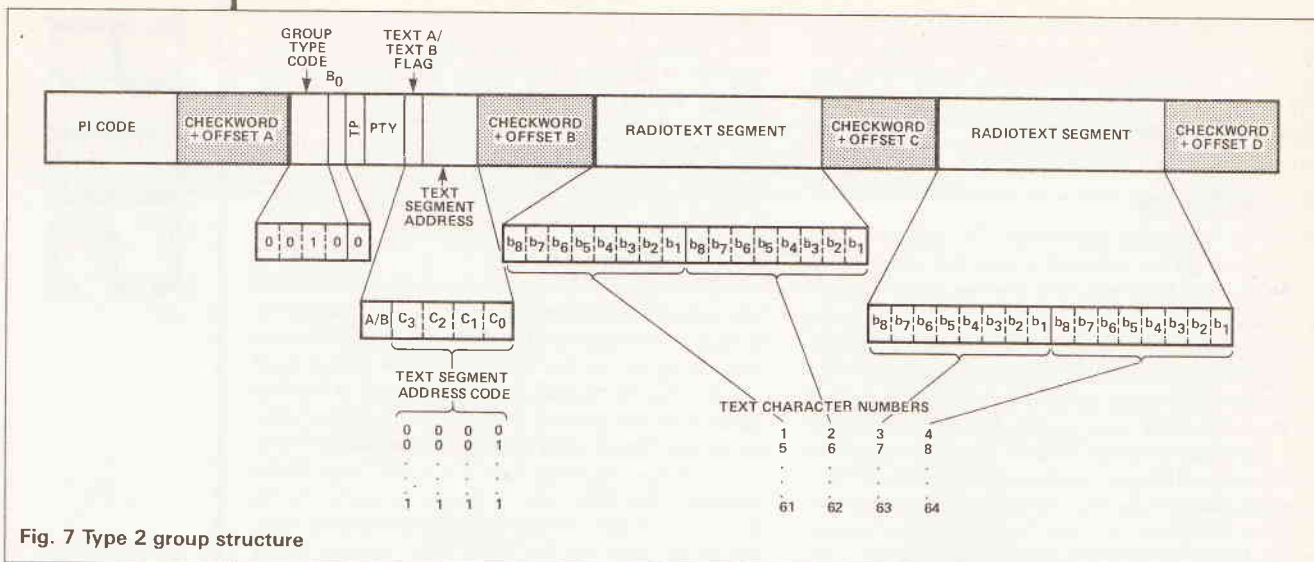 GROUP
TYPE
CODE
B0
TEXT A/
TEXT B
FLAG
PI CODE
CHECKWORD
+ OFFSET A
TP
PTY
CHECKWORD
+ OFFSET B
RADIOTEXT SEGMENT
CHECKWORD
+ OFFSET C
RADIOTEXT SEGMENT
CHECKWORD
+ OFFSET D
TEXT
SEGMENT
ADDRESS
0 0 1 0 0
b8 b7 b6 b5 b4 b3 b2 b1 b8 b7 b6 b5 b4 b3 b2 b1
A/B C3 C2 C1 C0
b8 b7 b6 b5 b4 b3 b2 b1 b8 b7 b6 b5 b4 b3 b2 b1
TEXT SEGMENT
ADDRESS CODE
0 0 0 0
0 0 0 1
. . . .
. . . .
1 1 1 1
TEXT CHARACTER NUMBERS
1 2 3 4
5 6 7 8
. . . .
. . . .
61 62 63 64
Fig. 7 Type 2 group structure